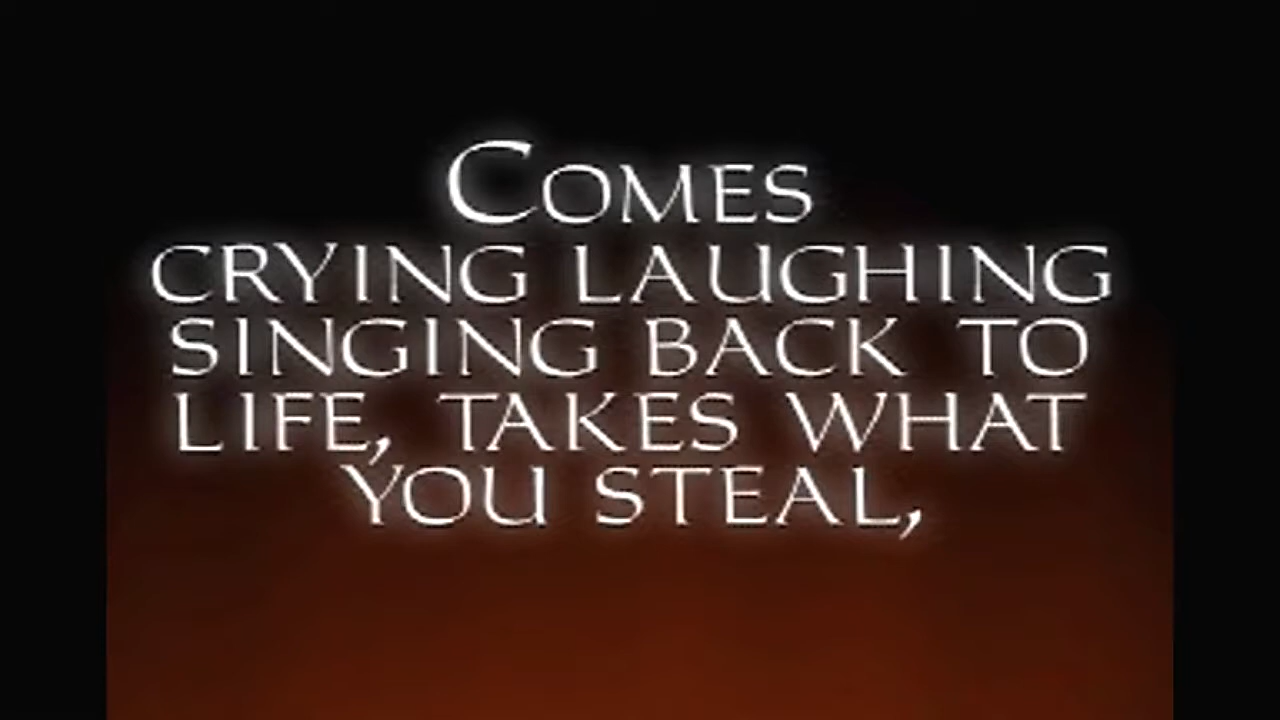 COMES
CRYING LAUGHING
SINGING BACK TO
LIFE, TAKES WHAT
YOU STEAL,